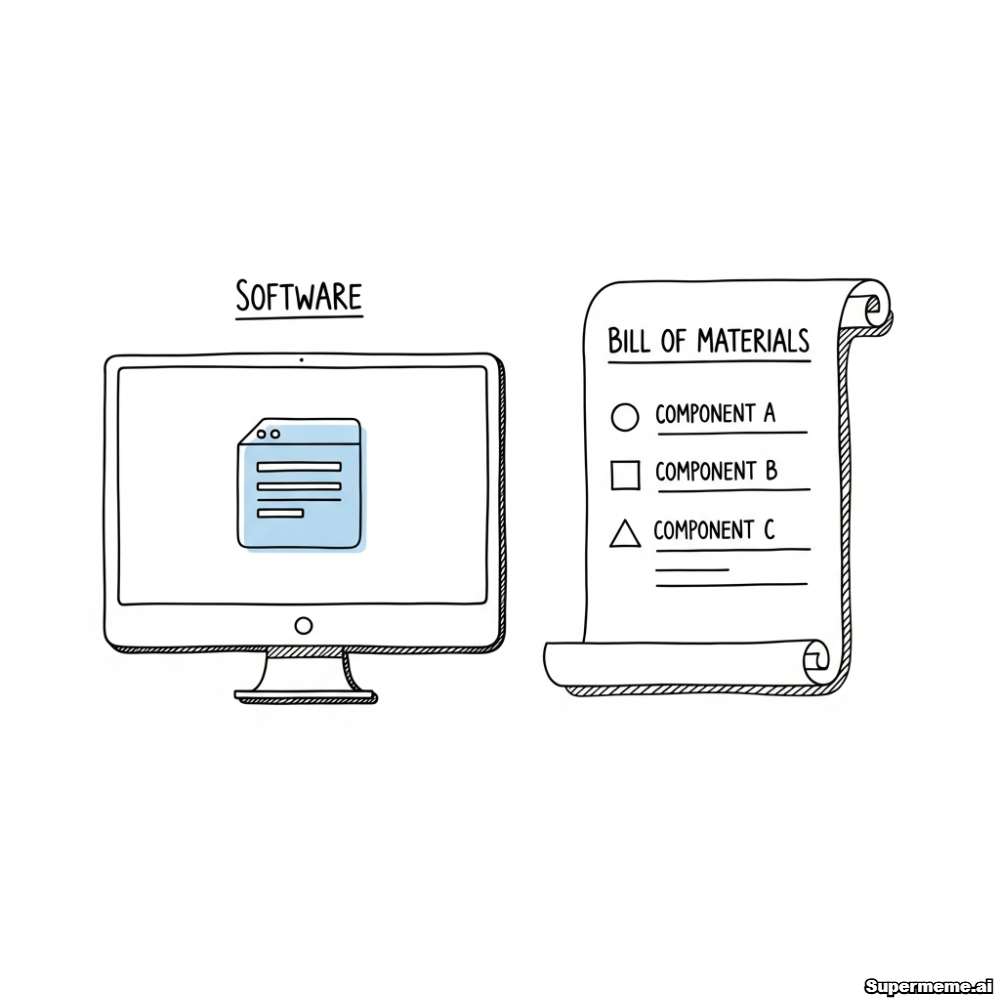 SOFTWARE
BILL OF MATERIALS
COMPONENT A
COMPONENT B
COMPONENT C
Supermeme.ai